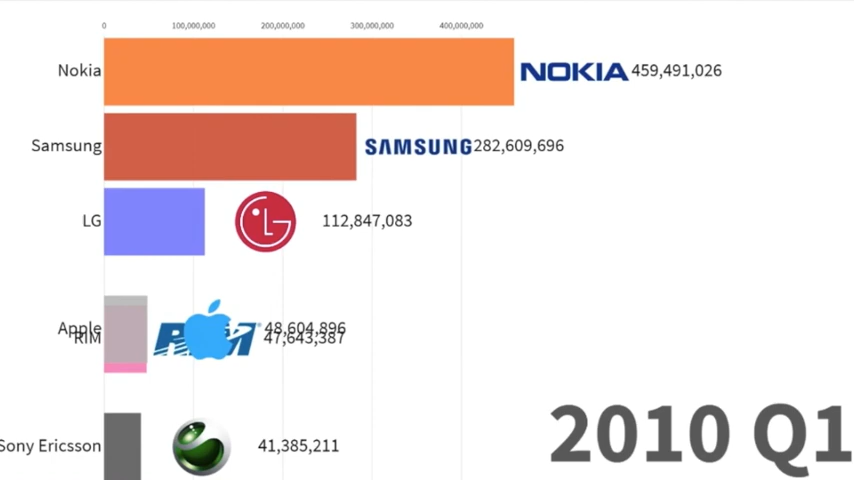 0 100,000,000 200,000,000 300,000,000 400,000,000
Nokia NOKIA 459,491,026
Samsung SAMSUNG 282,609,696
LG LG 112,847,083
Apple 48,604,896
RIM RIM 47,643,387
Sony Ericsson 41,385,211
2010 Q1